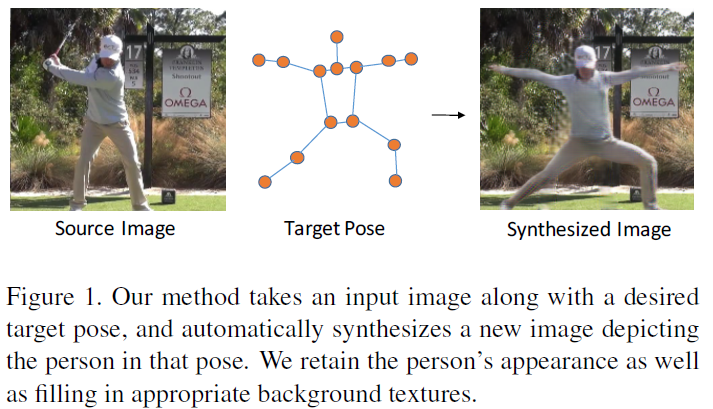 17
FRANKLIN
TEMPLETON
Shootout
OMEGA
17
Shootout
OMEGA
Source Image
Target Pose
Synthesized Image
Figure 1. Our method takes an input image along with a desired
target pose, and automatically synthesizes a new image depicting
the person in that pose. We retain the person’s appearance as well
as filling in appropriate background textures.